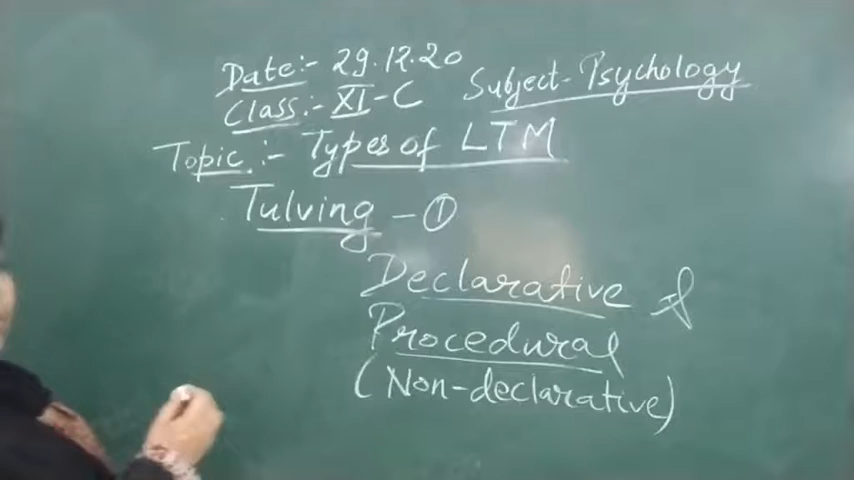 Date:- 29.12.20
Subject- Psychology
Class:- XI-C
Topic:- Types of LTM
Tulving - ①
Declarative &
Procedural
(Non-declarative)